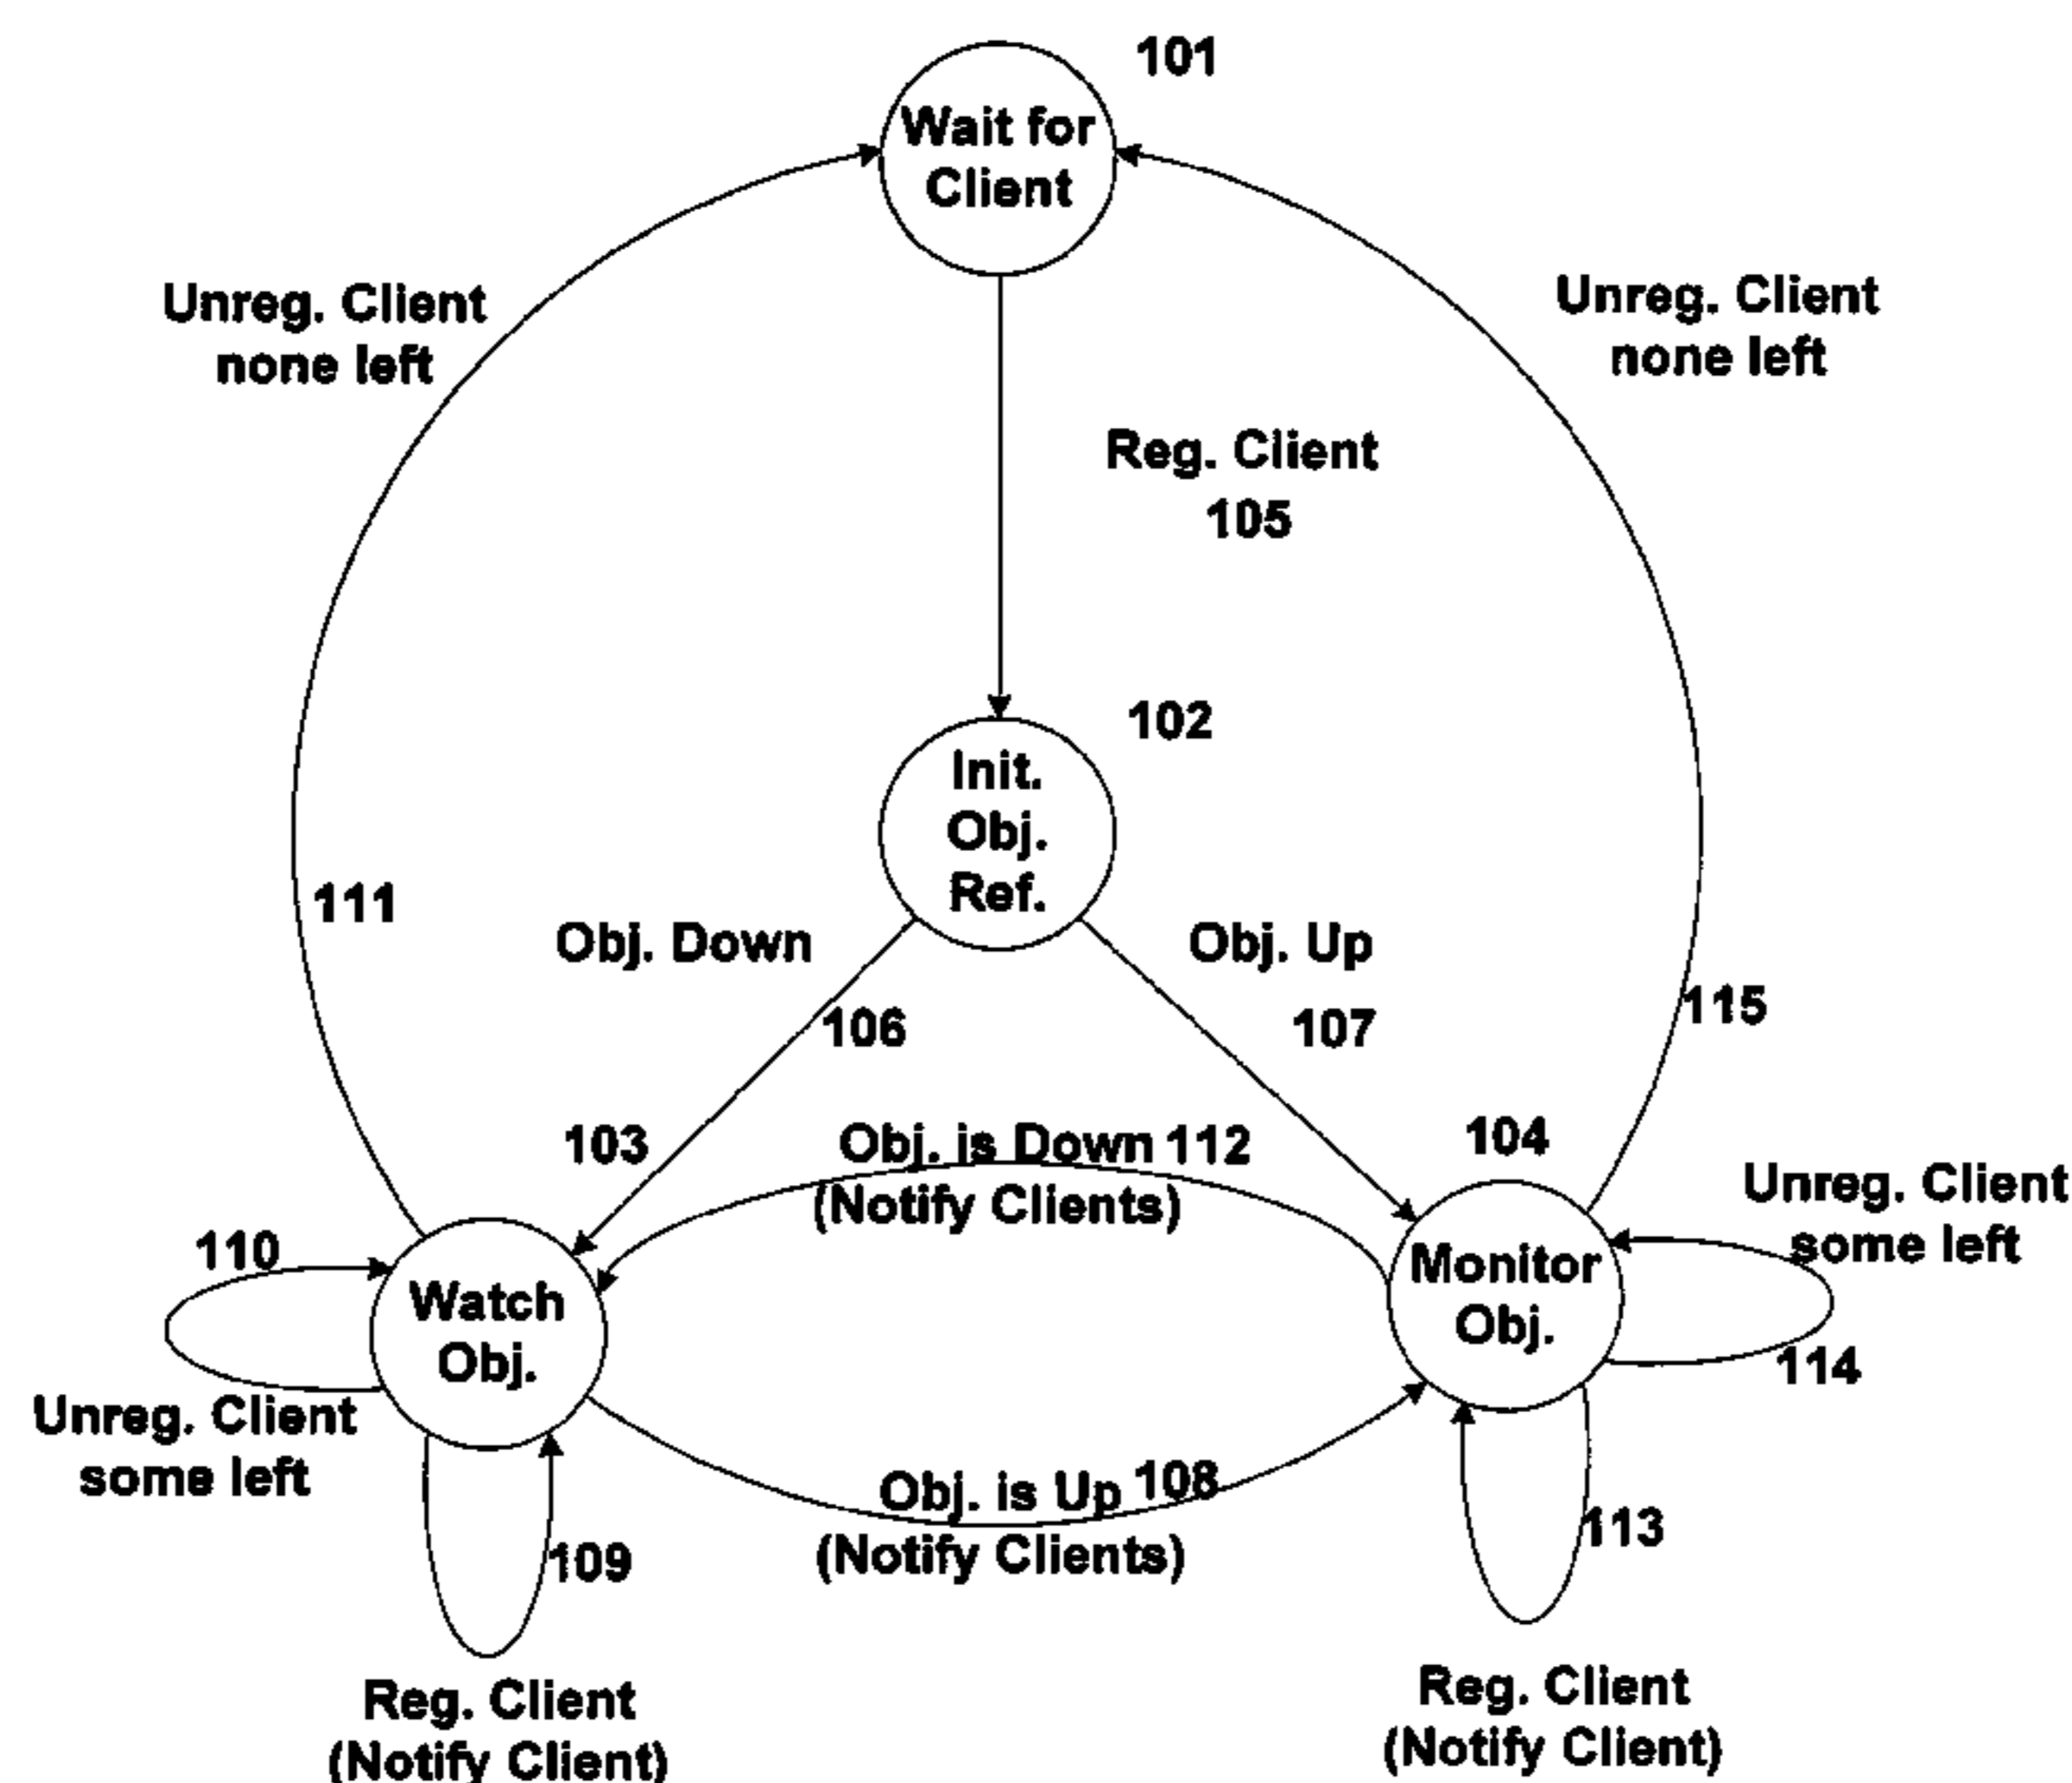 101
Wait for
Client
Unreg. Client
none left
Unreg. Client
none left
Reg. Client
105
102
Init.
Obj.
Ref.
111
Obj. Down
Obj. Up
106
107
115
103
Obj. is Down 112
(Notify Clients)
104
Unreg. Client
some left
110
Watch
Obj.
Monitor
Obj.
114
Unreg. Client
some left
Obj. is Up 108
(Notify Clients)
109
113
Reg. Client
(Notify Client)
Reg. Client
(Notify Client)